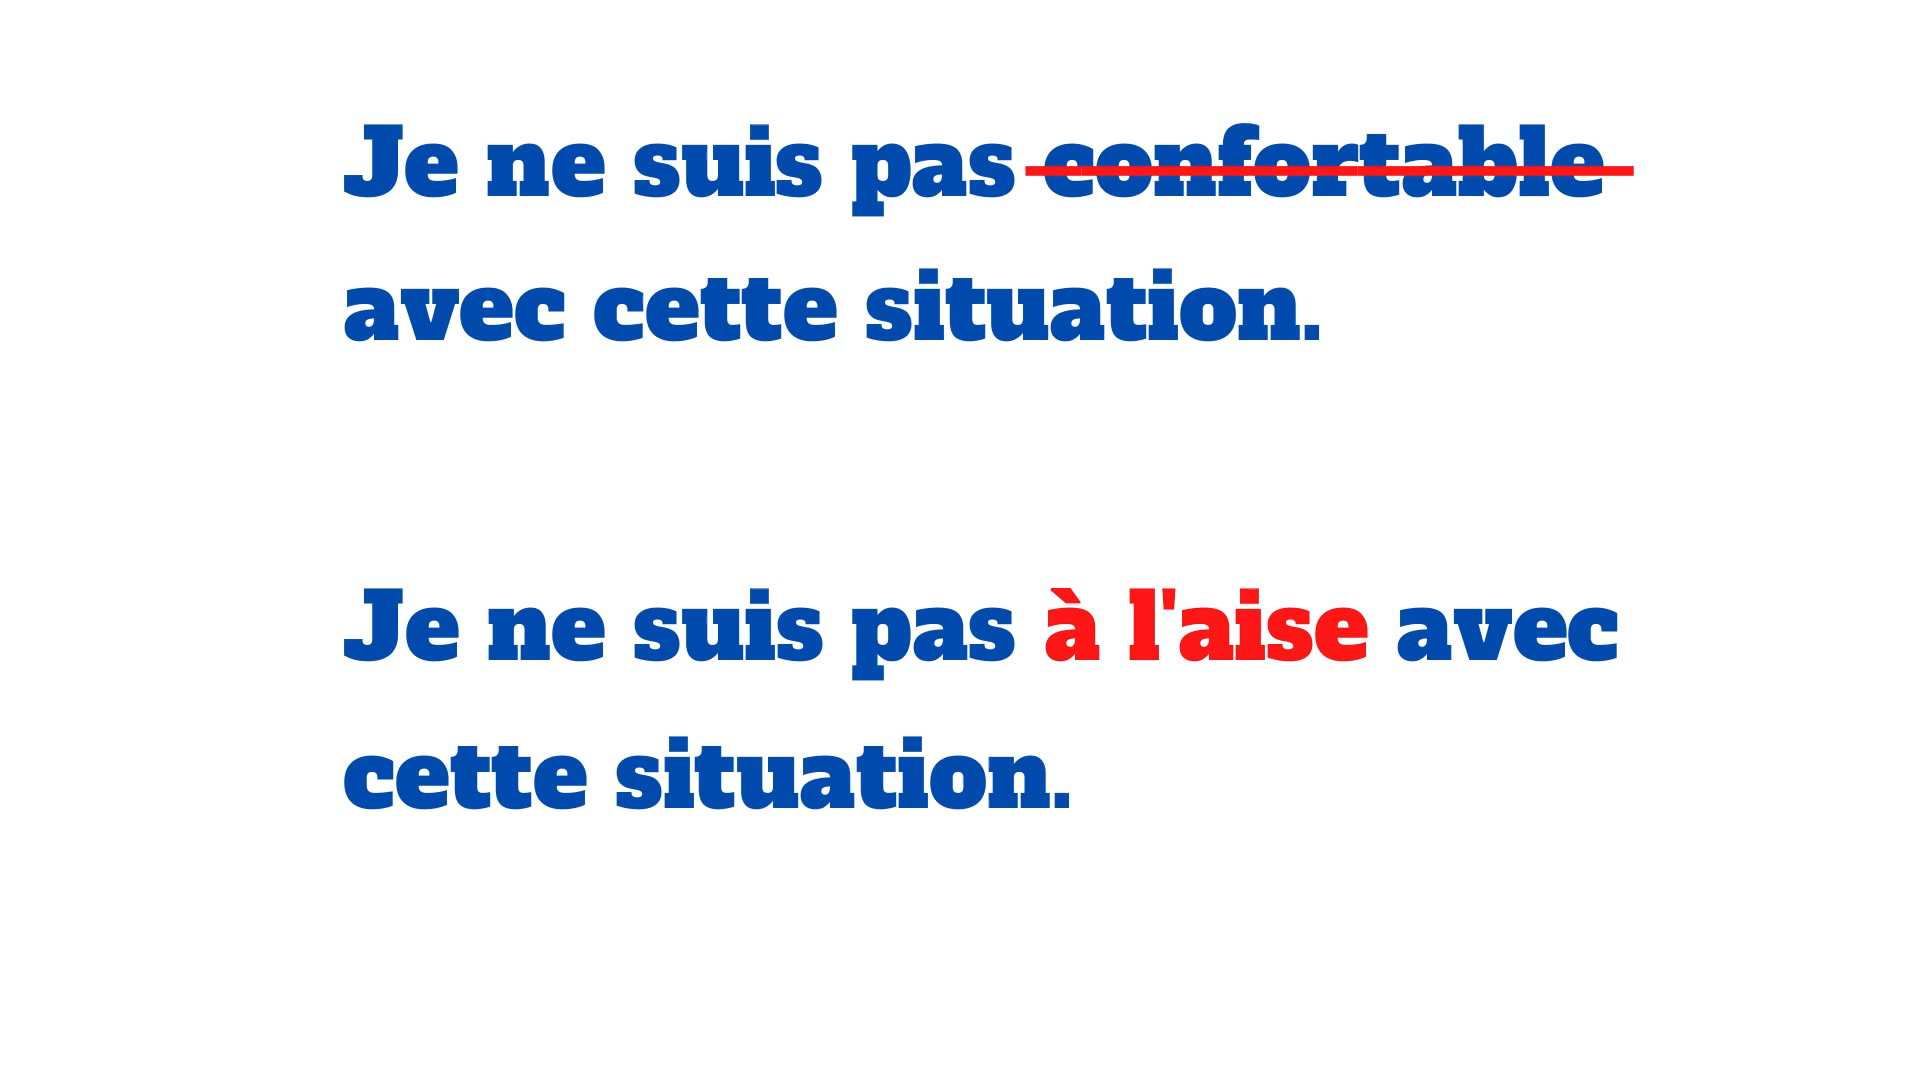 Je ne suis pas confortable
avec cette situation.
Je ne suis pas à l'aise avec
cette situation.